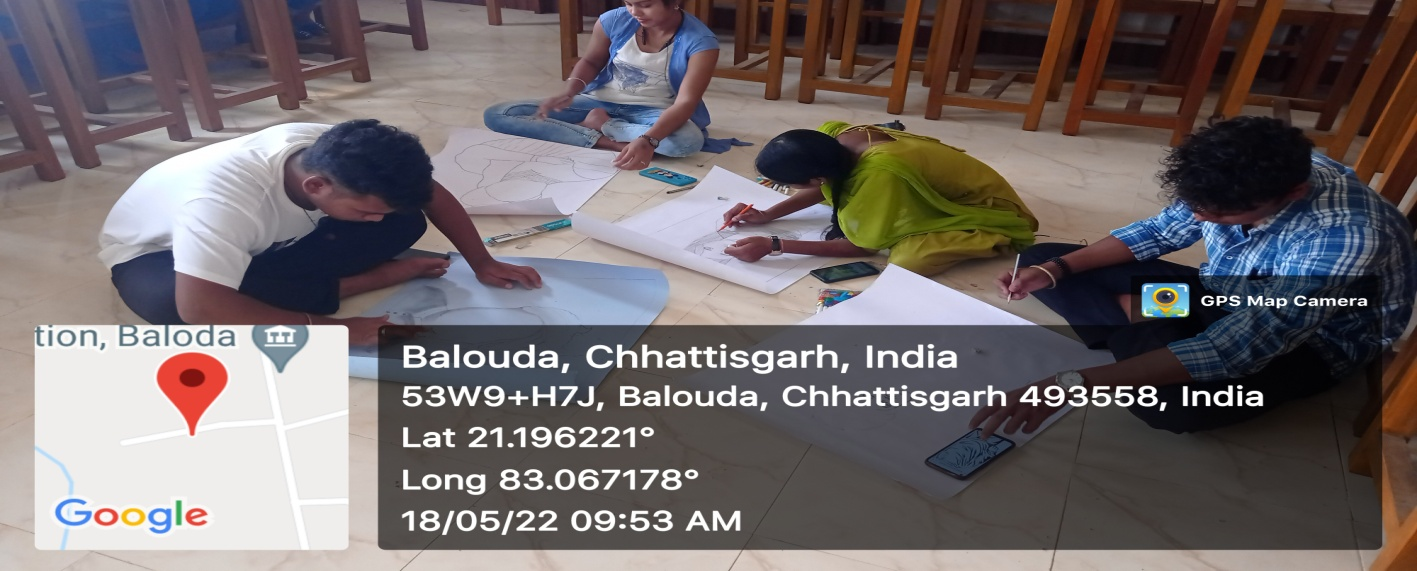 GPS Map Camera
tion, Baloda
Google
Balouda, Chhattisgarh, India
53W9+H7J, Balouda, Chhattisgarh 493558, India
Lat 21.196221°
Long 83.067178°
18/05/22 09:53 AM